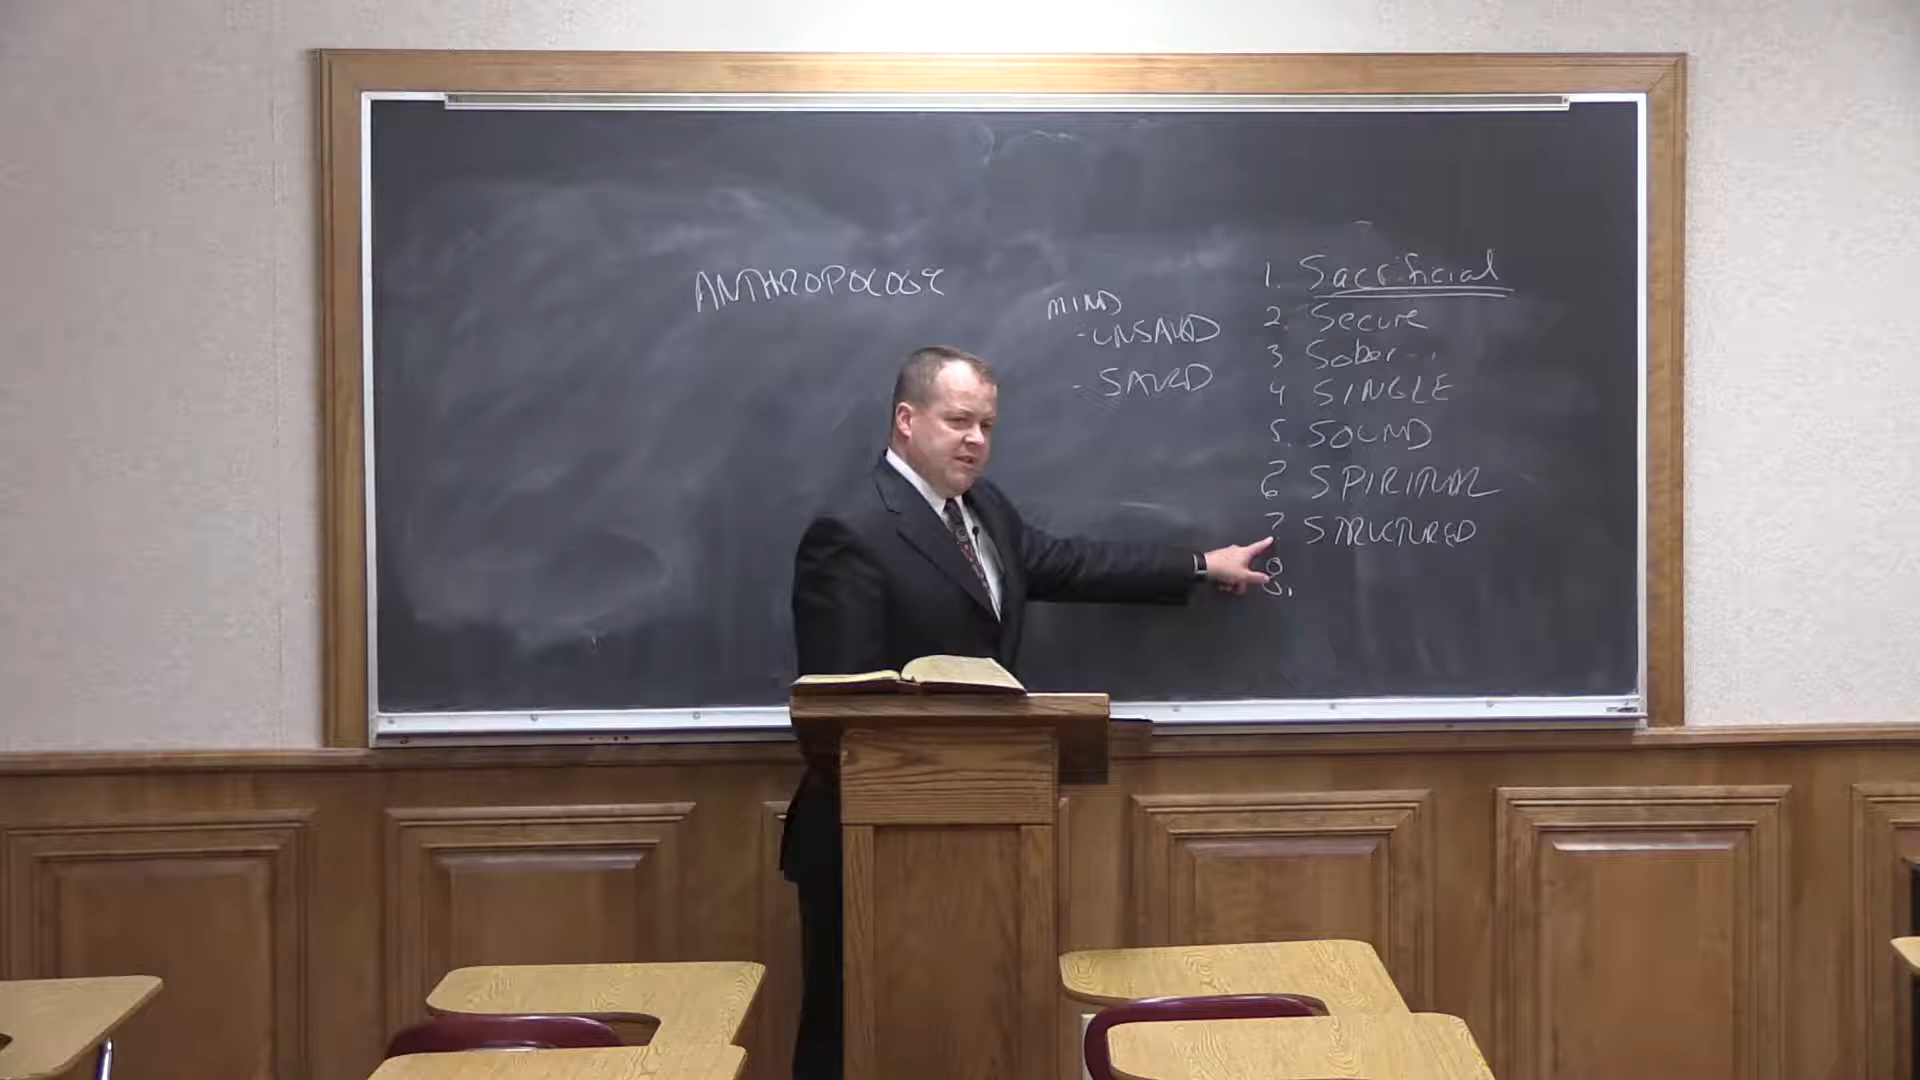 ANTHROPOLOGY
MIND
- UNSAVED
- SAVED
1. Sacrificial
2. Secure
3 Sober
4 SINGLE
5. SOUND
6 SPIRITUAL
7 STRUCTURED
8.